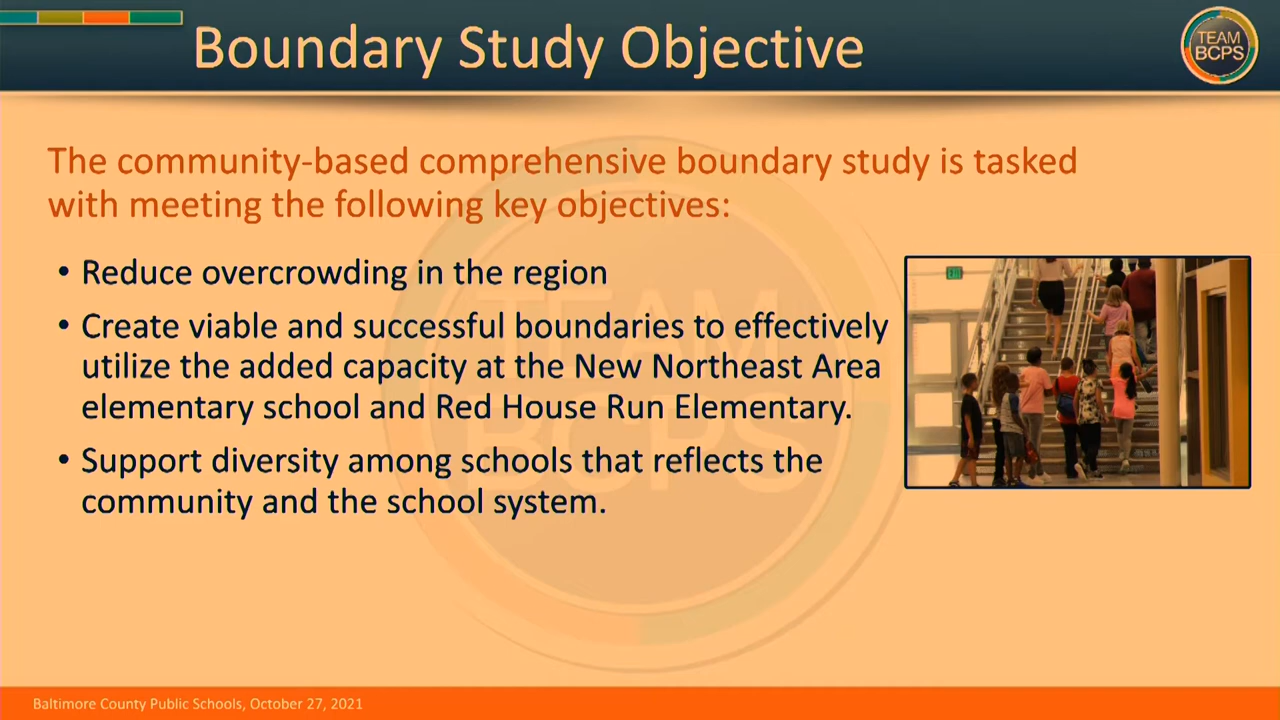 Boundary Study Objective
TEAM
BCPS
The community-based comprehensive boundary study is tasked
with meeting the following key objectives:
• Reduce overcrowding in the region
• Create viable and successful boundaries to effectively
utilize the added capacity at the New Northeast Area
elementary school and Red House Run Elementary.
• Support diversity among schools that reflects the
community and the school system.
TEAM
BCPS
Baltimore County Public Schools, October 27, 2021